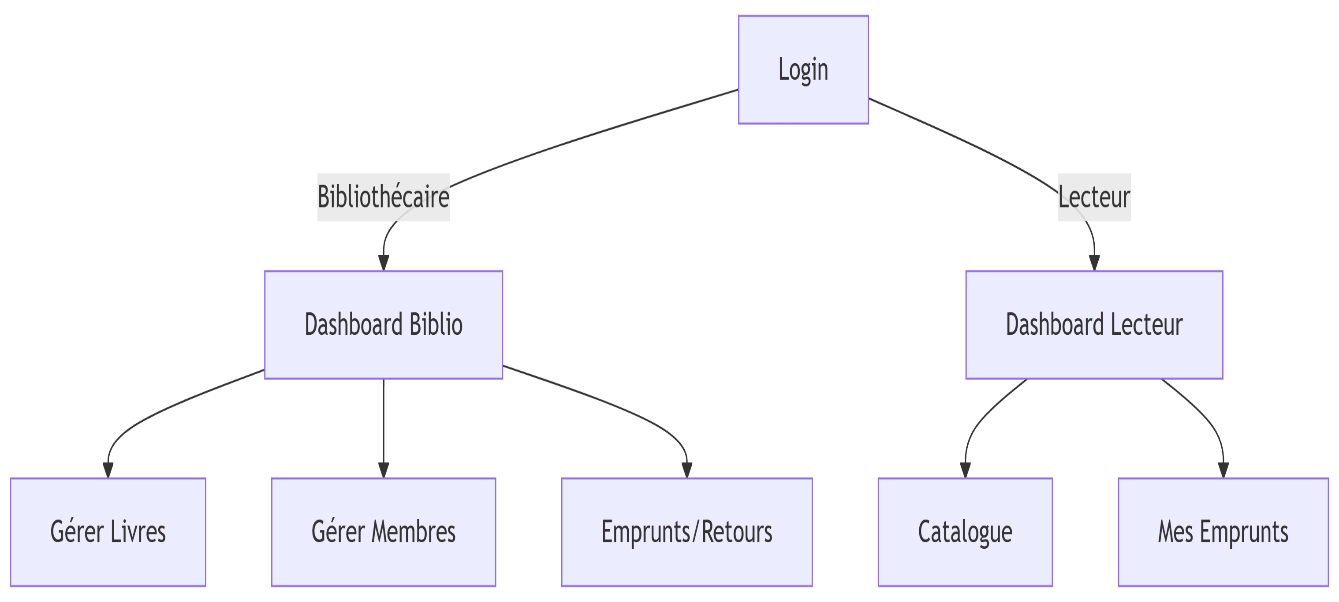 Login
Bibliothécaire
Lecteur
Dashboard Biblio
Dashboard Lecteur
Gérer Livres
Gérer Membres
Emprunts/Retours
Catalogue
Mes Emprunts